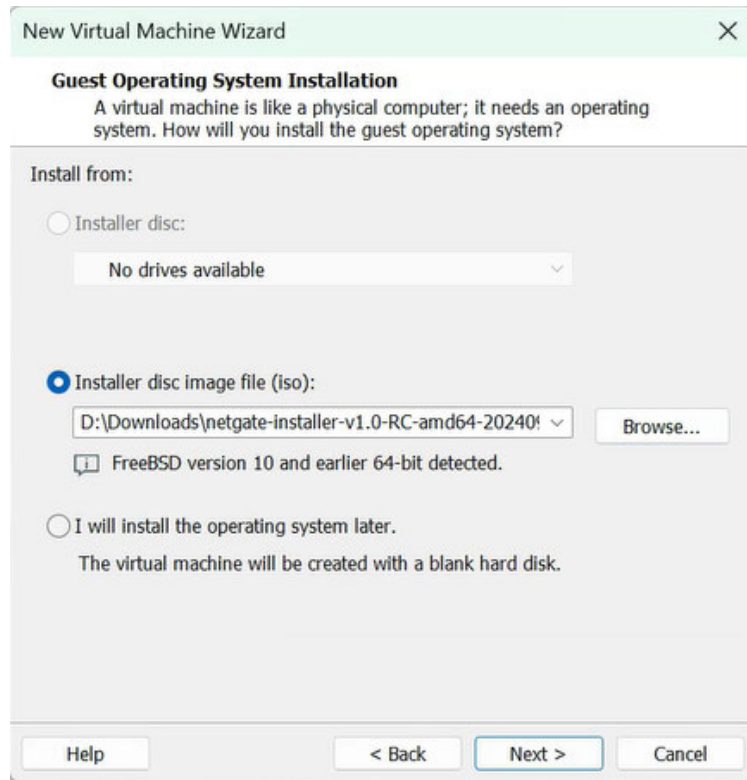 New Virtual Machine Wizard
Guest Operating System Installation
A virtual machine is like a physical computer; it needs an operating
system. How will you install the guest operating system?
Install from:
Installer disc:
No drives available
Installer disc image file (iso):
D:\Downloads\netgate-installer-v1.0-RC-amd64-202409
Browse...
FreeBSD version 10 and earlier 64-bit detected.
I will install the operating system later.
The virtual machine will be created with a blank hard disk.
Help
< Back
Next >
Cancel